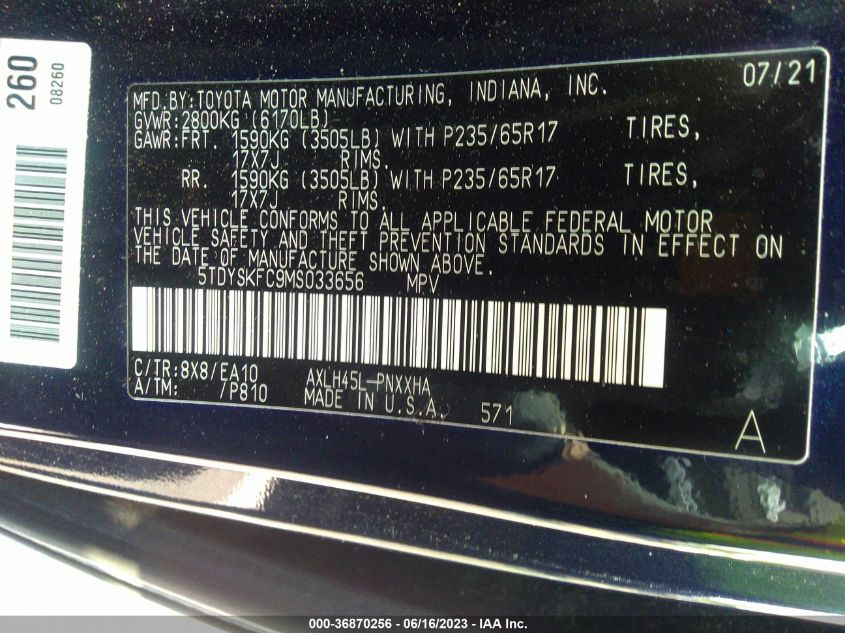 260
08260
07/21
MFD.BY:TOYOTA MOTOR MANUFACTURING, INDIANA, INC.
GVWR:2800KG (6170LB)
GAWR:FRT. 1590KG (3505LB) WITH P235/65R17 TIRES,
17X7J RIMS.
RR. 1590KG (3505LB) WITH P235/65R17 TIRES,
17X7J RIMS.
THIS VEHICLE CONFORMS TO ALL APPLICABLE FEDERAL MOTOR
VEHICLE SAFETY AND THEFT PREVENTION STANDARDS IN EFFECT ON
THE DATE OF MANUFACTURE SHOWN ABOVE.
5TDYSKFC9MS033656 MPV
C/TR:8X8/EA10 AXLH45L-PNXXHA
A/TM: /P810 MADE IN U.S.A. 571
A
000-36870256 - 06/16/2023 - IAA Inc.